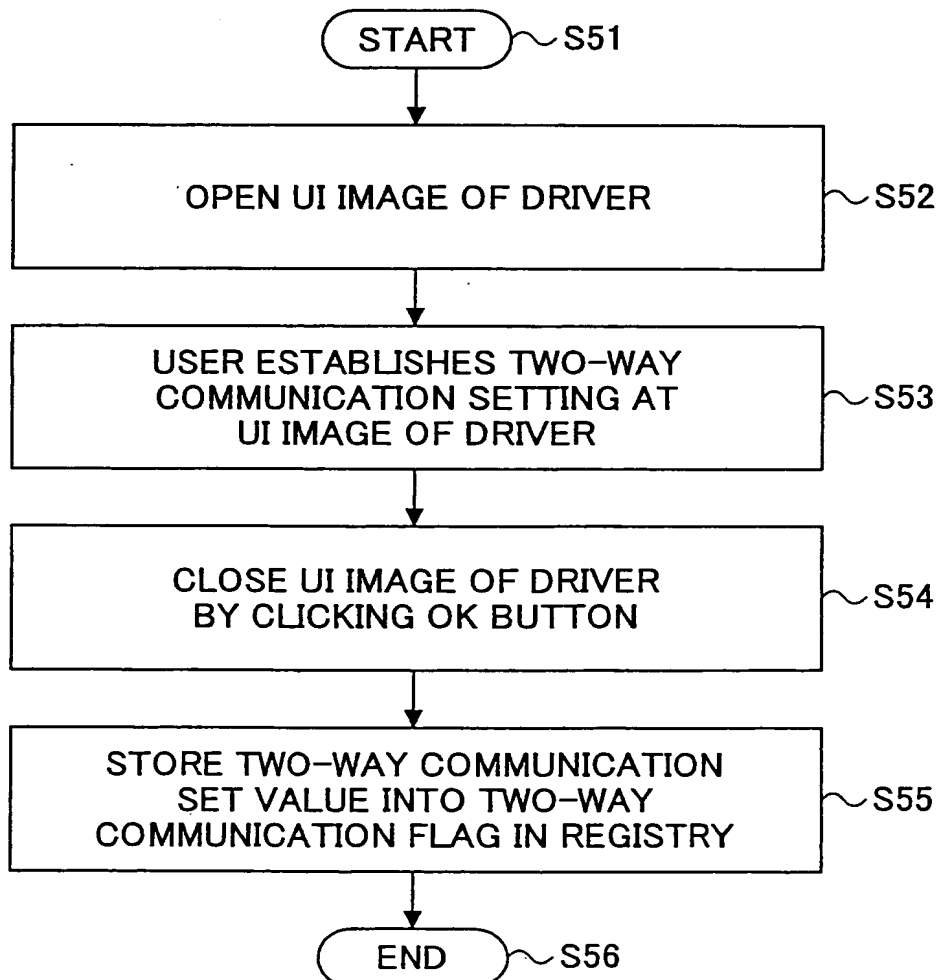 START
S51
OPEN UI IMAGE OF DRIVER
S52
USER ESTABLISHES TWO-WAY
COMMUNICATION SETTING AT
UI IMAGE OF DRIVER
S53
CLOSE UI IMAGE OF DRIVER
BY CLICKING OK BUTTON
S54
STORE TWO-WAY COMMUNICATION
SET VALUE INTO TWO-WAY
COMMUNICATION FLAG IN REGISTRY
S55
END
S56